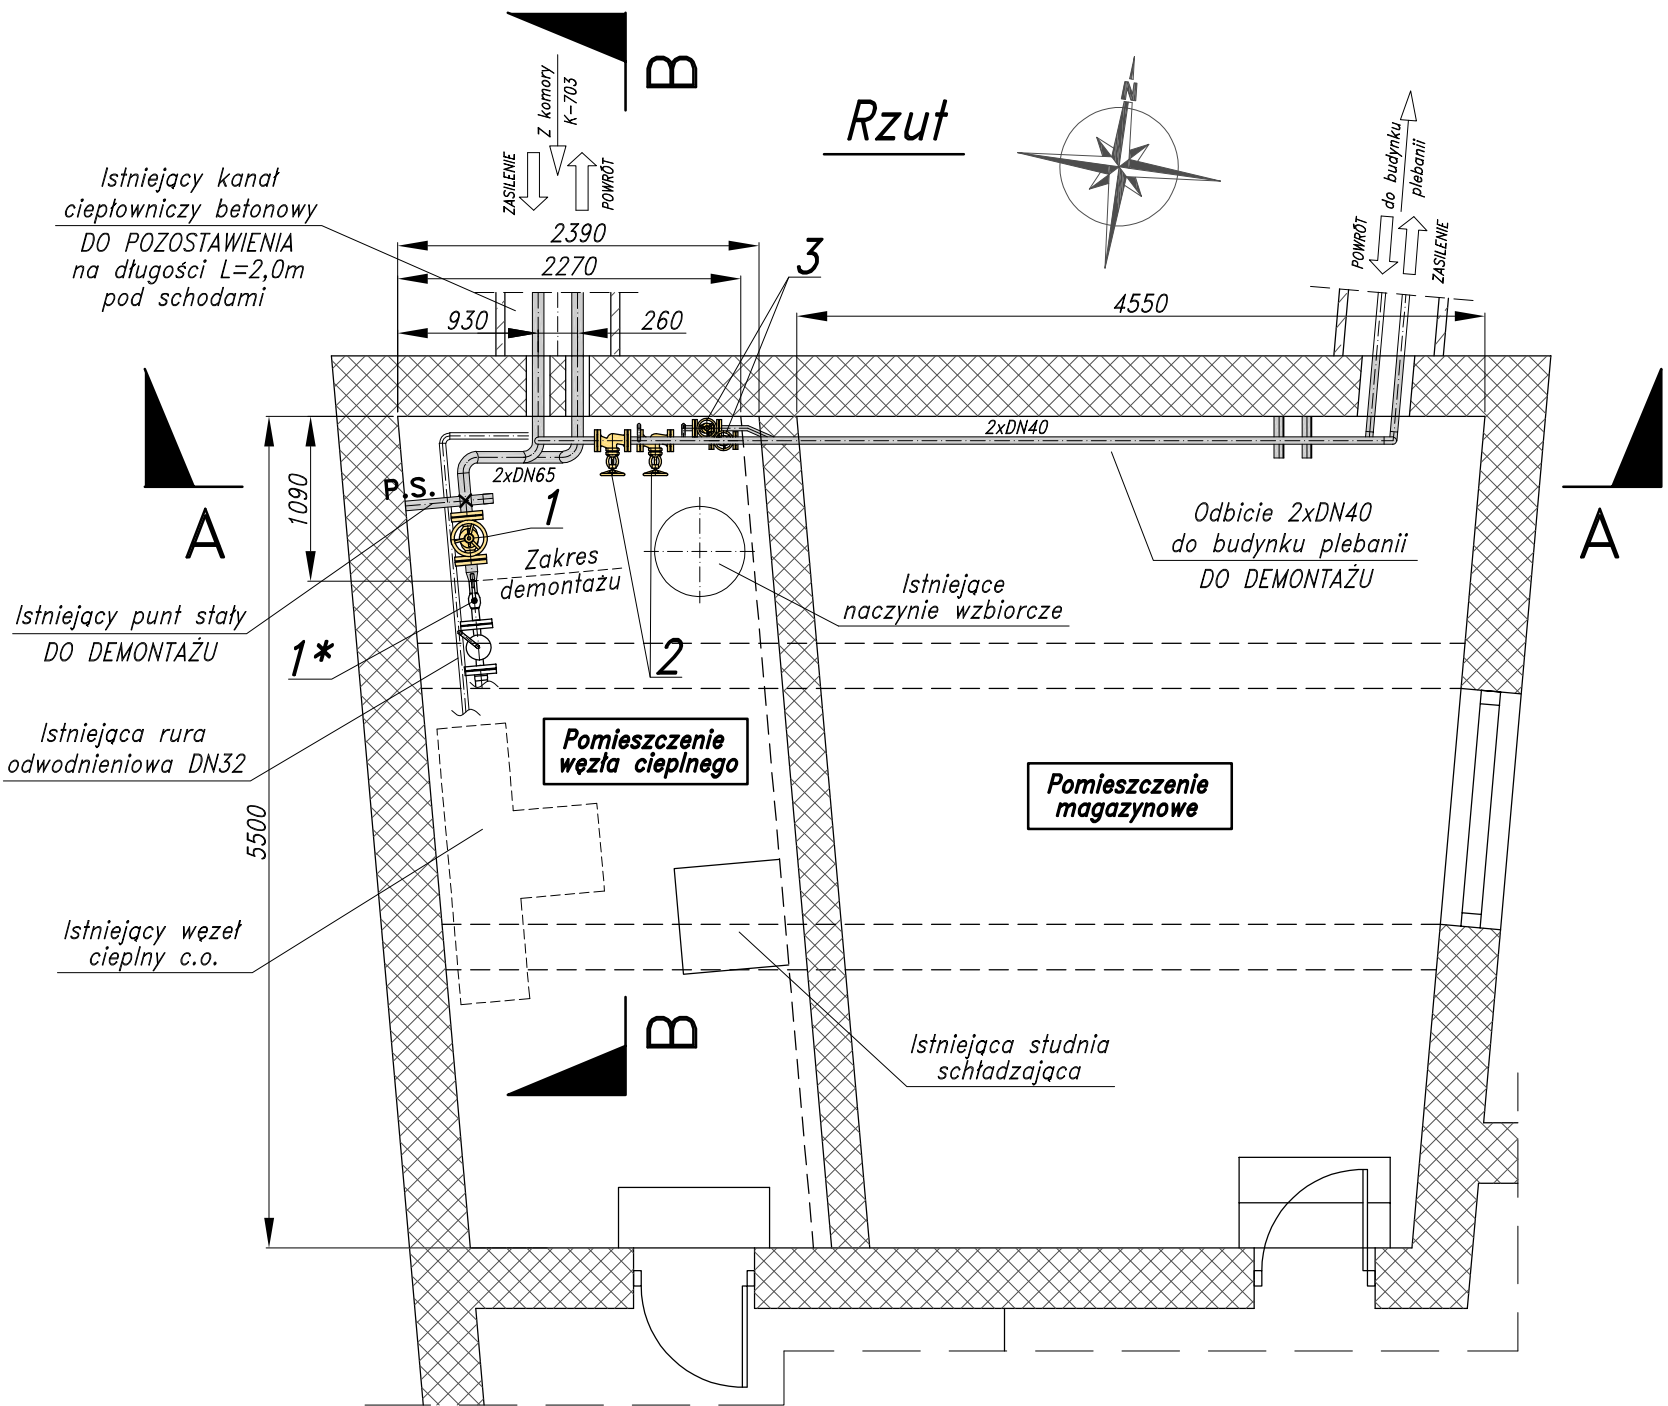 B
Z komory
K-703
ZASILENIE
POWRÓT
Rzut
N
do budynku
plebanii
POWRÓT
ZASILENIE
Istniejący kanał
ciepłowniczy betonowy
DO POZOSTAWIENIA
na długości L=2,0m
pod schodami
2390
2270
930
260
3
4550
2xDN40
2xDN65
P.S.
1
1090
A
A
Zakres
demontażu
Odbicie 2xDN40
do budynku plebanii
DO DEMONTAŻU
Istniejące
naczynie wzbiorcze
Istniejący punt stały
DO DEMONTAŻU
1*
2
Istniejąca rura
odwodnieniowa DN32
Pomieszczenie
węzła cieplnego
Pomieszczenie
magazynowe
5500
Istniejący węzeł
cieplny c.o.
B
Istniejąca studnia
schładzająca